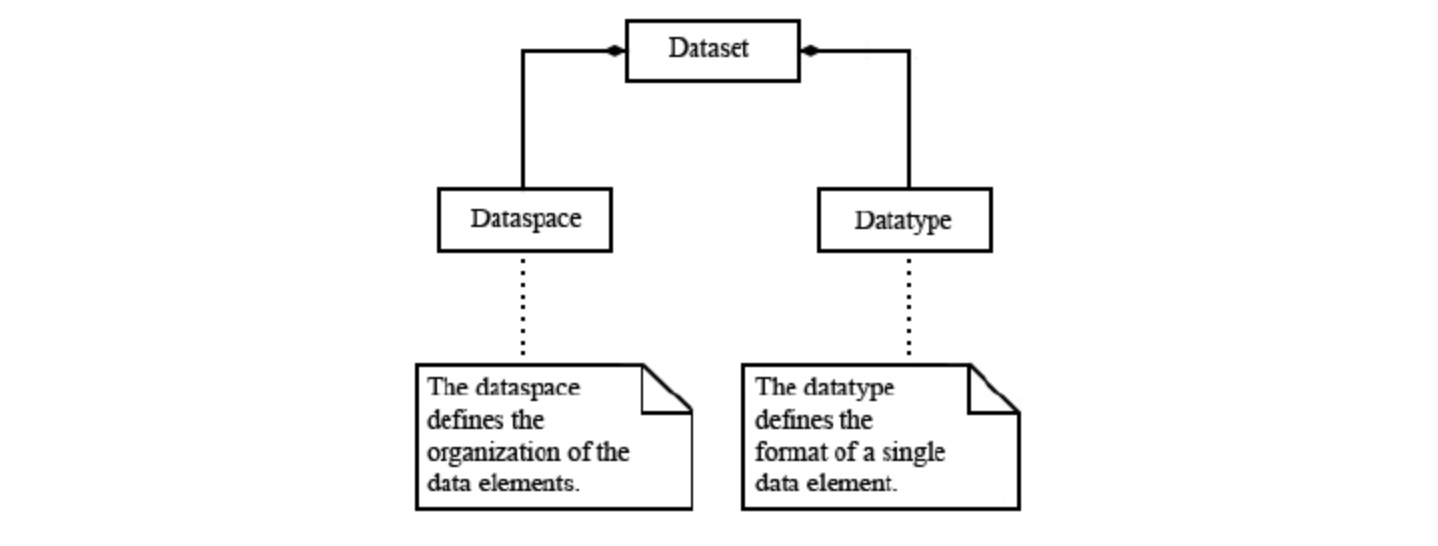 Dataset
Dataspace
Datatype
The dataspace
defines the
organization of the
data elements.
The datatype
defines the
format of a single
data element.